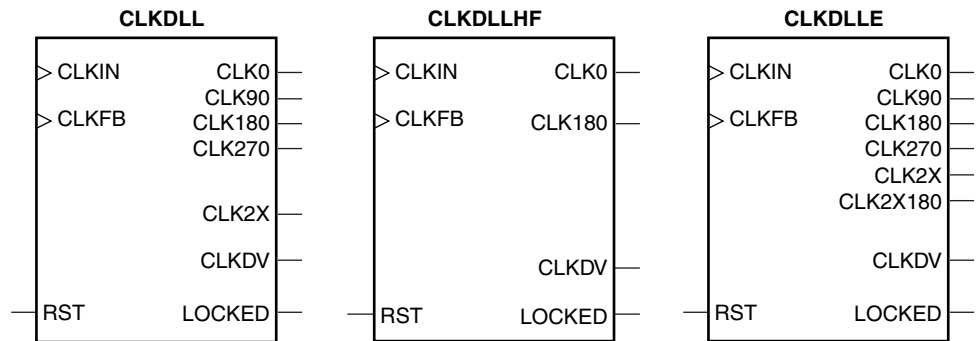 CLKDLL
CLKIN
CLKFB
RST
CLK0
CLK90
CLK180
CLK270
CLK2X
CLKDV
LOCKED
CLKDLLHF
CLKIN
CLKFB
RST
CLK0
CLK180
CLKDV
LOCKED
CLKDLLE
CLKIN
CLKFB
RST
CLK0
CLK90
CLK180
CLK270
CLK2X
CLK2X180
CLKDV
LOCKED